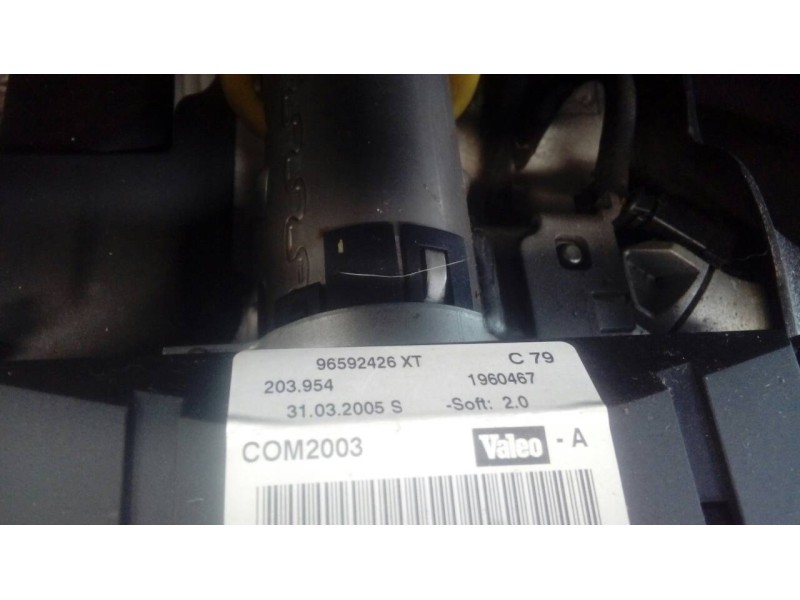 96592426 XT C 79
203.954 1960467
31.03.2005 S -Soft: 2.0
COM2003 Valeo - A